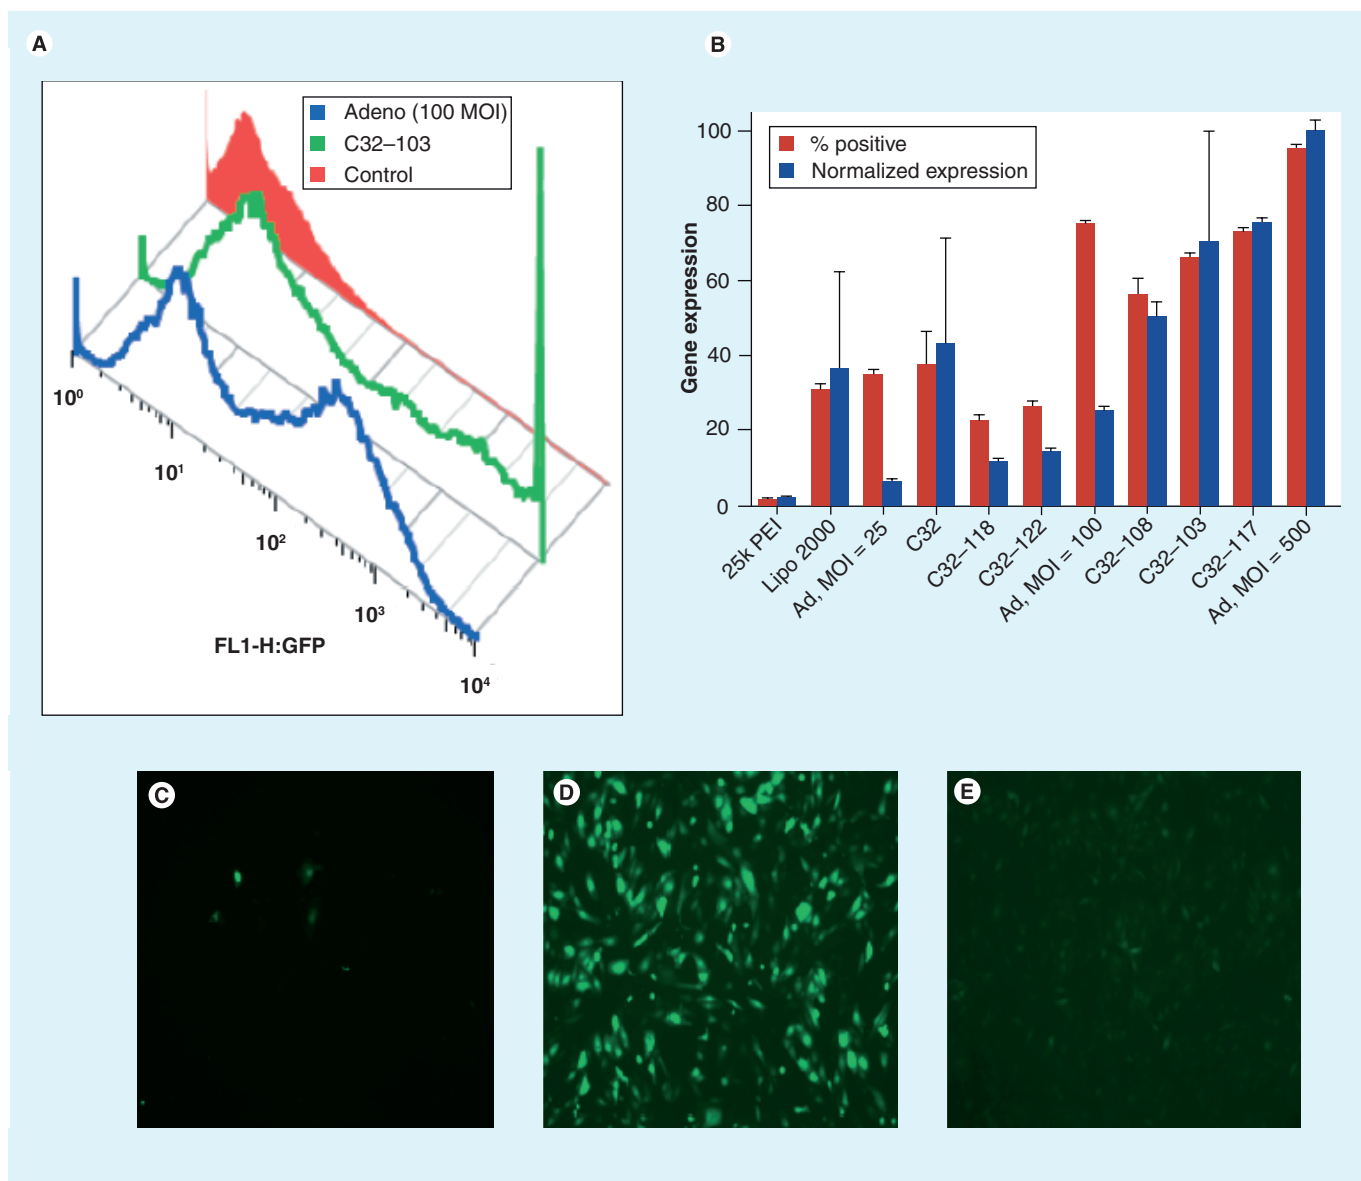 A
Adeno (100 MOI)
C32–103
Control
10⁰
10¹
10²
10³
10⁴
FL1-H:GFP
B
% positive
Normalized expression
Gene expression
100
80
60
40
20
0
25k PEI
Lipo 2000
Ad, MOI = 25
C32
C32–118
C32–122
Ad, MOI = 100
C32–108
C32–103
C32–117
Ad, MOI = 500
C
D
E